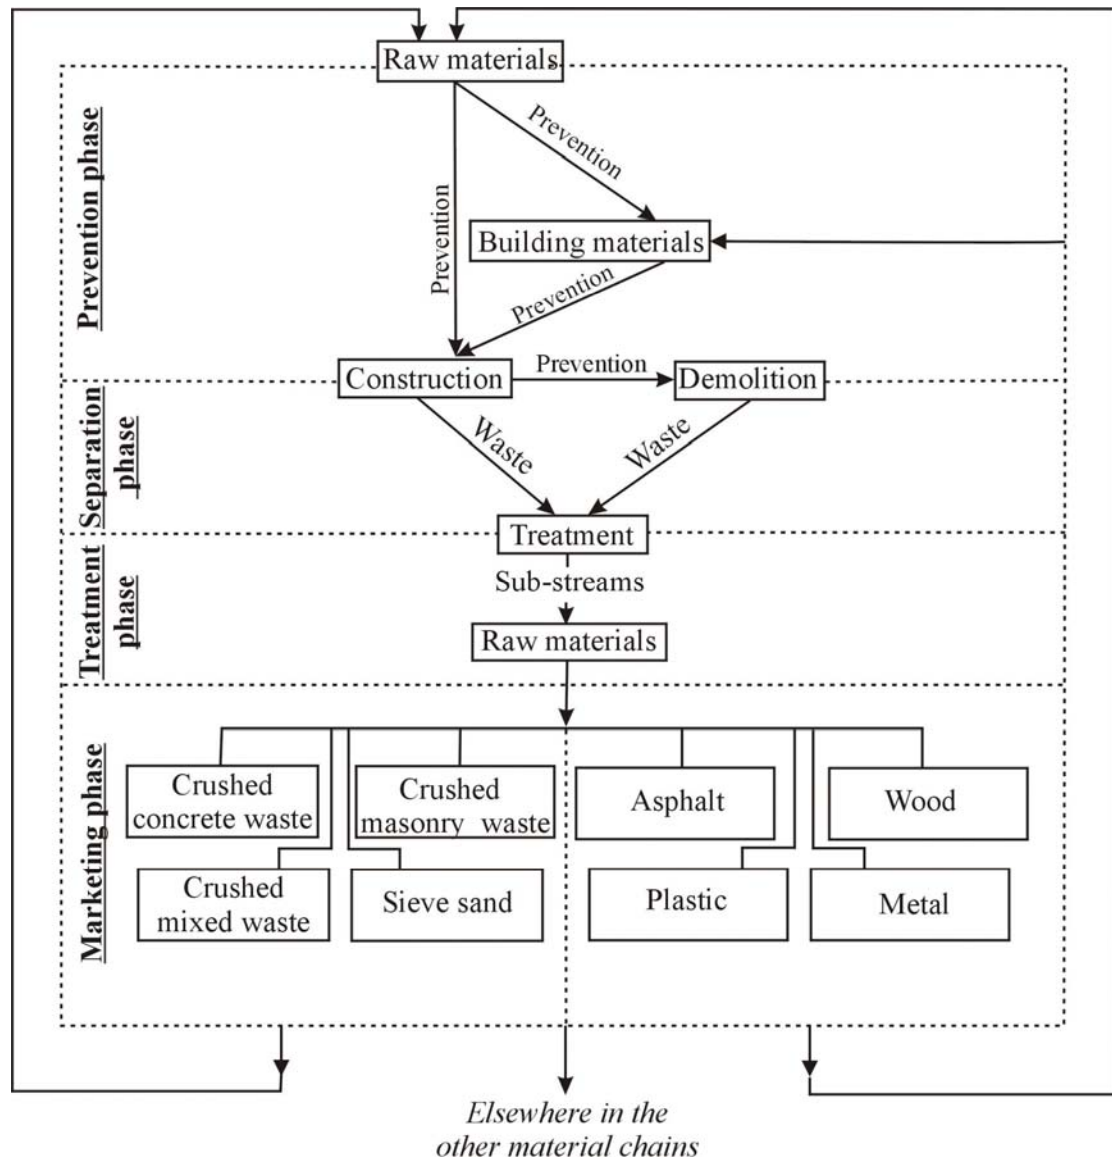 Raw materials
Prevention phase
Prevention
Prevention
Building materials
Prevention
Construction
Prevention
Demolition
Separation
phase
Waste
Waste
Treatment
Treatment
phase
Sub-streams
Raw materials
Marketing phase
Crushed
concrete waste
Crushed
masonry waste
Asphalt
Wood
Crushed
mixed waste
Sieve sand
Plastic
Metal
Elsewhere in the
other material chains